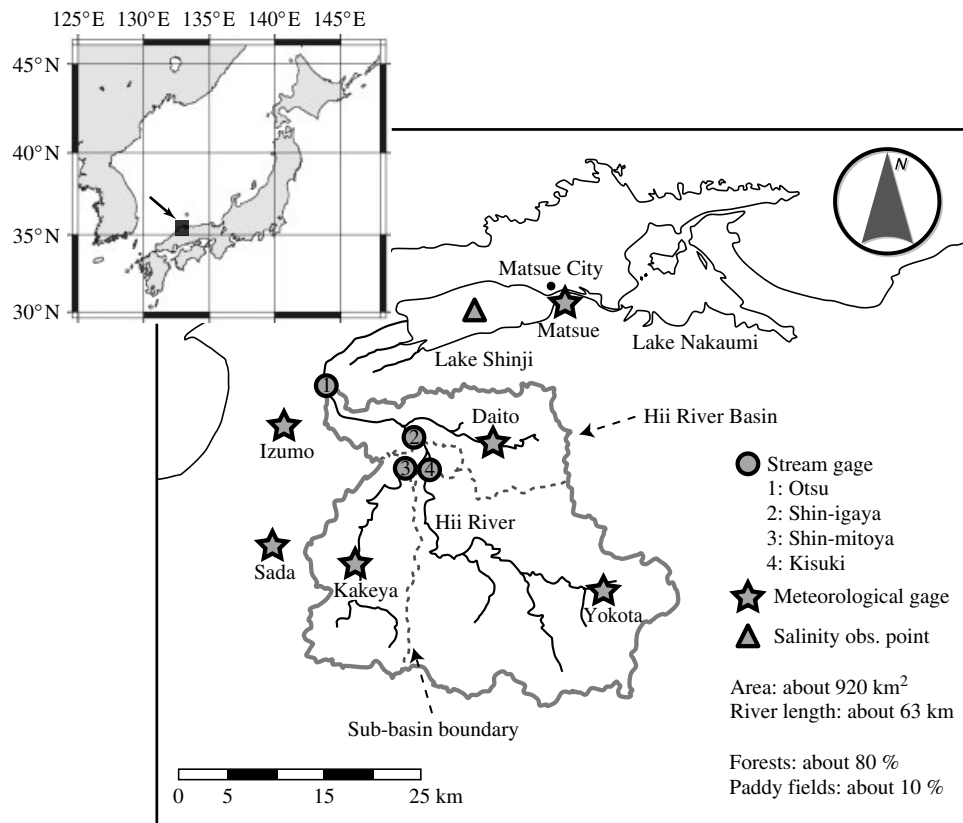 125°E 130°E 135°E 140°E 145°E
45°N
40°N
35°N
30°N
N
Matsue City
Matsue
Lake Nakaumi
Lake Shinji
1
Izumo
Daito
Hii River Basin
2
3
4
Hii River
Sada
Kakeya
Yokota
Sub-basin boundary
Stream gage
1: Otsu
2: Shin-igaya
3: Shin-mitoya
4: Kisuki
Meteorological gage
Salinity obs. point
Area: about 920 km²
River length: about 63 km
Forests: about 80 %
Paddy fields: about 10 %
0 5 15 25 km